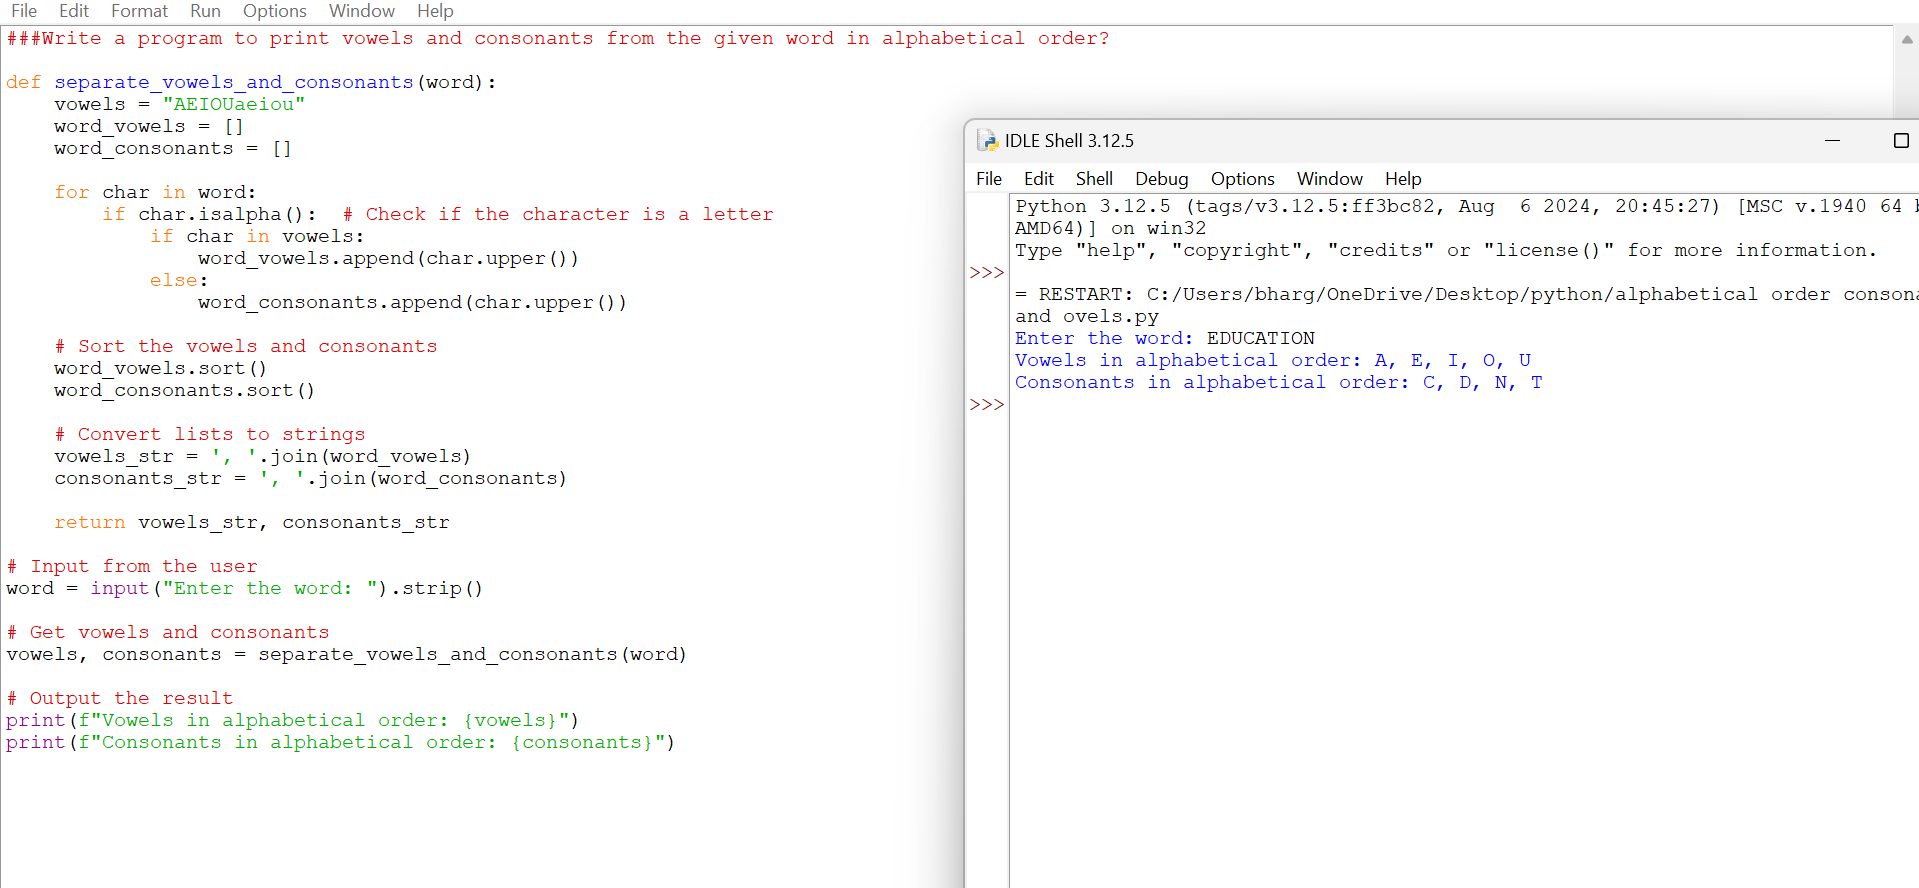 File Edit Format Run Options Window Help
###Write a program to print vowels and consonants from the given word in alphabetical order?
def separate_vowels_and_consonants(word):
    vowels = "AEIOUaeiou"
    word_vowels = []
    word_consonants = []
    for char in word:
        if char.isalpha():  # Check if the character is a letter
            if char in vowels:
                word_vowels.append(char.upper())
            else:
                word_consonants.append(char.upper())
    # Sort the vowels and consonants
    word_vowels.sort()
    word_consonants.sort()
    # Convert lists to strings
    vowels_str = ', '.join(word_vowels)
    consonants_str = ', '.join(word_consonants)
    return vowels_str, consonants_str
# Input from the user
word = input("Enter the word: ").strip()
# Get vowels and consonants
vowels, consonants = separate_vowels_and_consonants(word)
# Output the result
print(f"Vowels in alphabetical order: {vowels}")
print(f"Consonants in alphabetical order: {consonants}")
IDLE Shell 3.12.5
File Edit Shell Debug Options Window Help
Python 3.12.5 (tags/v3.12.5:ff3bc82, Aug  6 2024, 20:45:27) [MSC v.1940 64
AMD64)] on win32
Type "help", "copyright", "credits" or "license()" for more information.
>>>
= RESTART: C:/Users/bharg/OneDrive/Desktop/python/alphabetical order
and ovels.py
Enter the word: EDUCATION
Vowels in alphabetical order: A, E, I, O, U
Consonants in alphabetical order: C, D, N, T
>>>